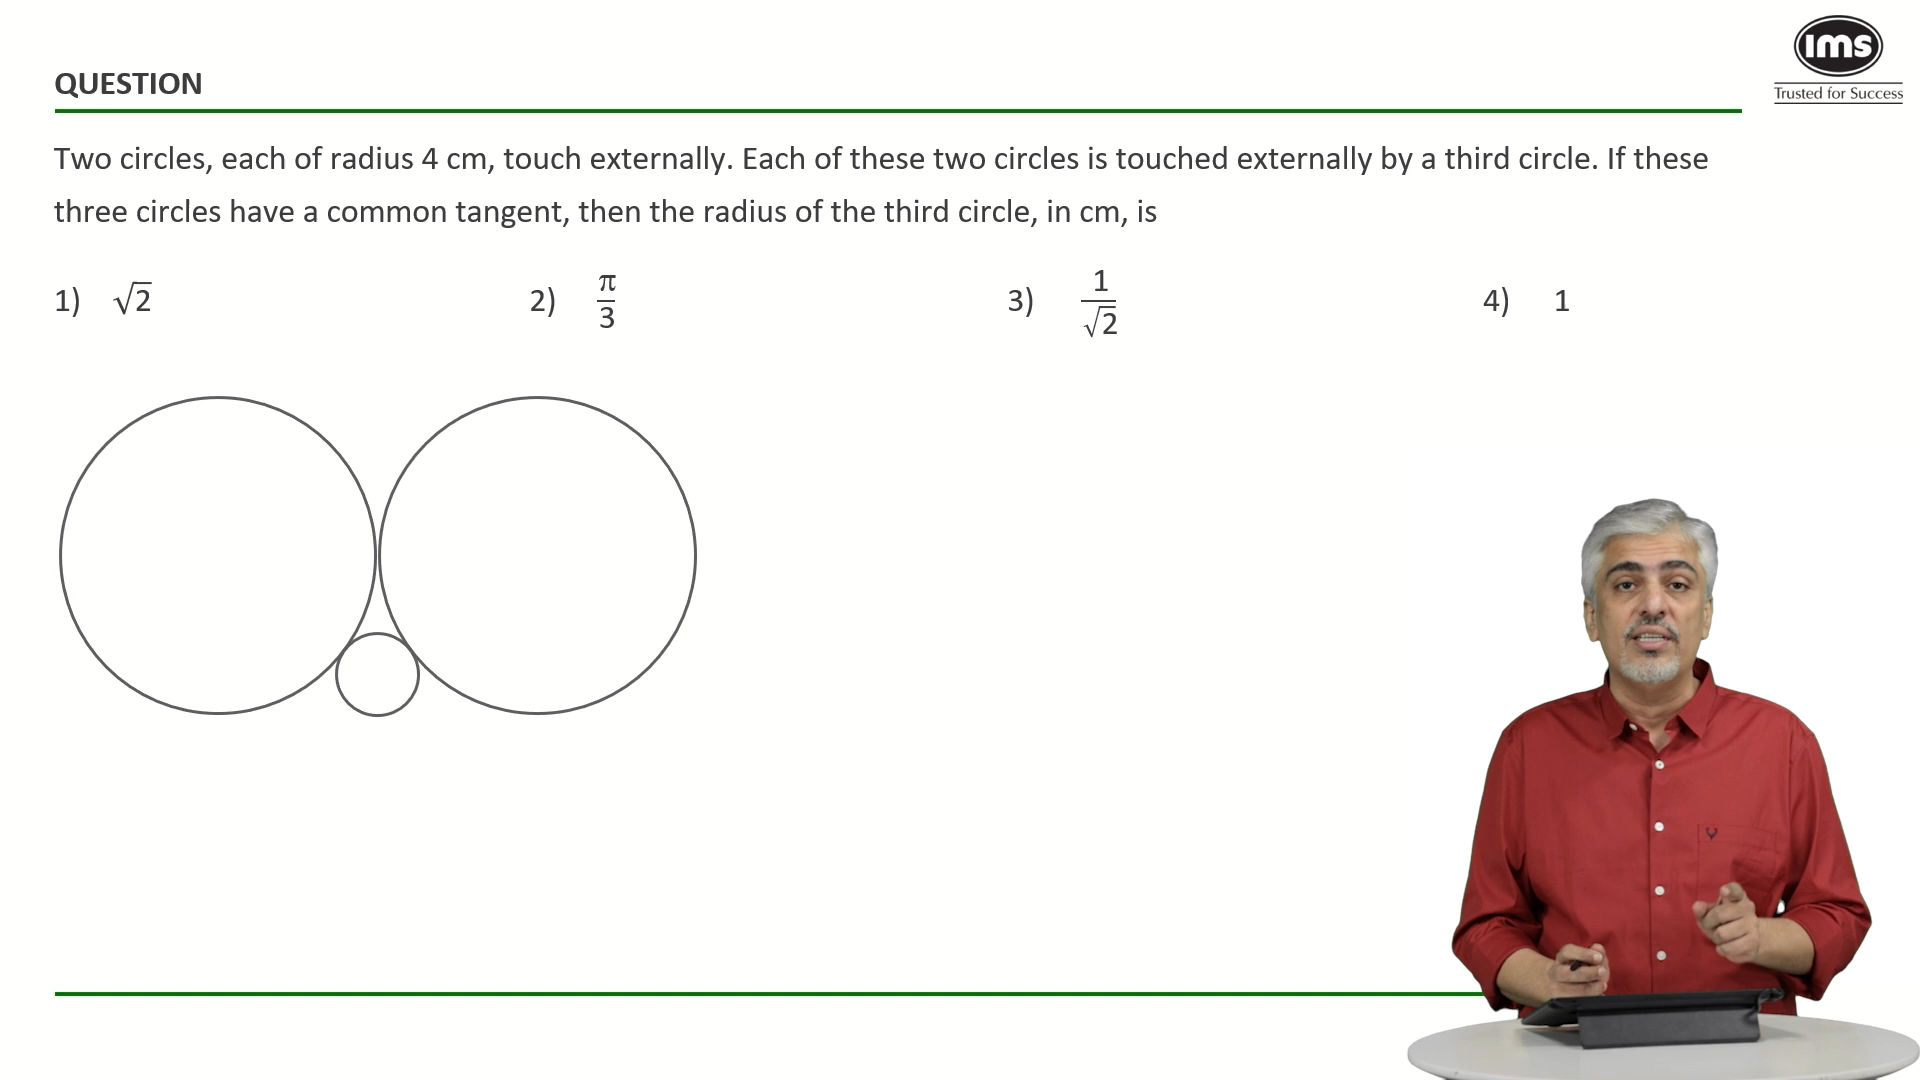 ims
Trusted for Success
QUESTION
Two circles, each of radius 4 cm, touch externally. Each of these two circles is touched externally by a third circle. If these
three circles have a common tangent, then the radius of the third circle, in cm, is
1) √2 2) π/3 3) 1/√2 4) 1